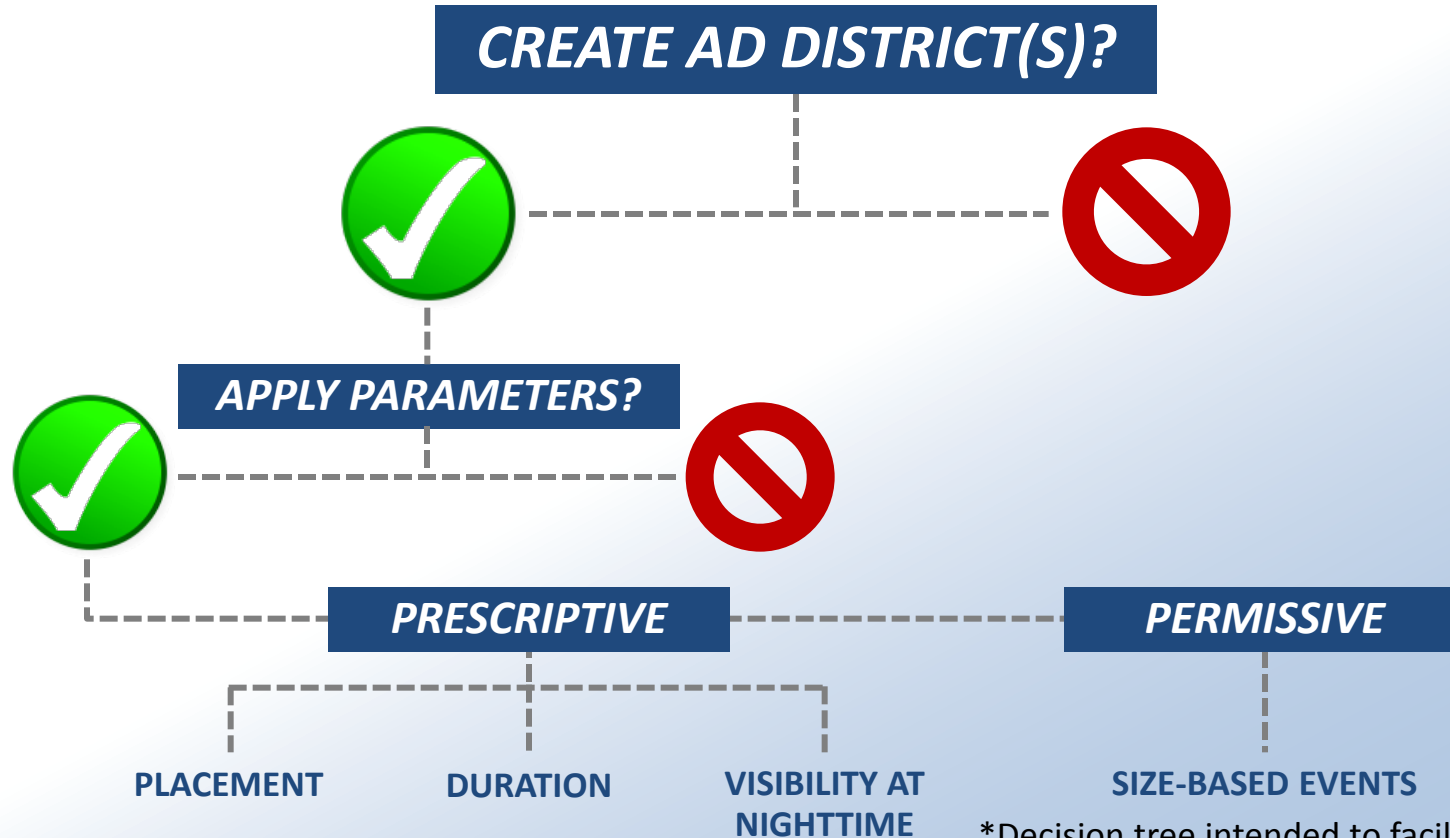 CREATE AD DISTRICT(S)?
APPLY PARAMETERS?
PRESCRIPTIVE
PERMISSIVE
PLACEMENT
DURATION
VISIBILITY AT
NIGHTTIME
SIZE-BASED EVENTS
*Decision tree intended to